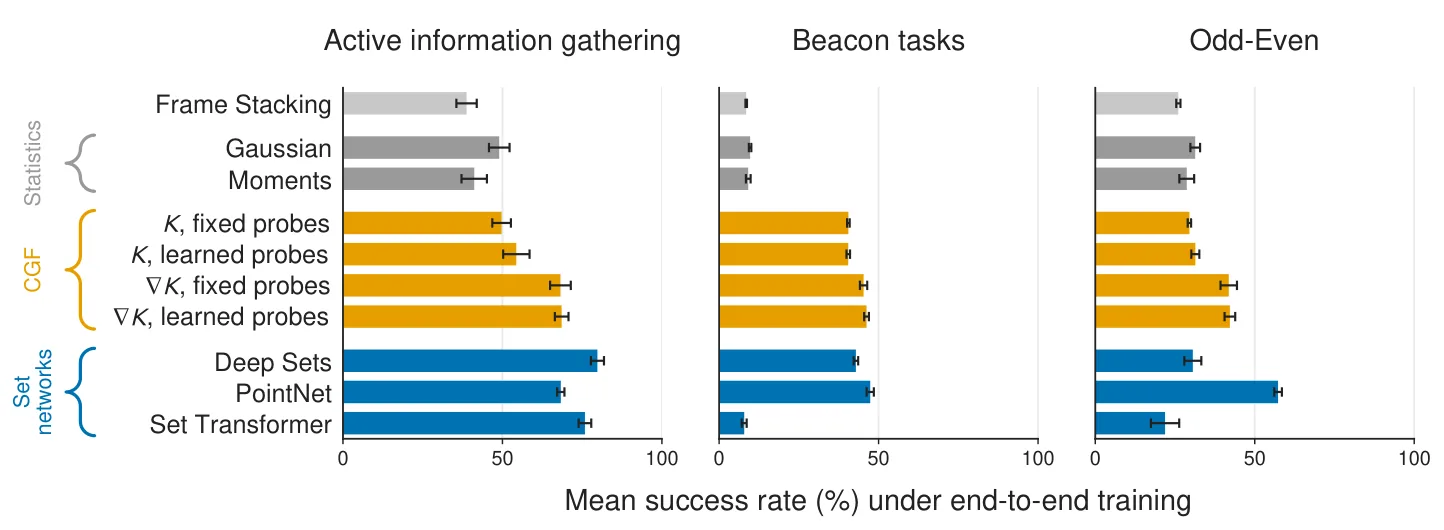 Active information gathering
Beacon tasks
Odd-Even
Statistics
CGF
Set
networks
Frame Stacking
Gaussian
Moments
K, fixed probes
K, learned probes
∇K, fixed probes
∇K, learned probes
Deep Sets
PointNet
Set Transformer
0 50 100
0 50 100
0 50 100
Mean success rate (%) under end-to-end training